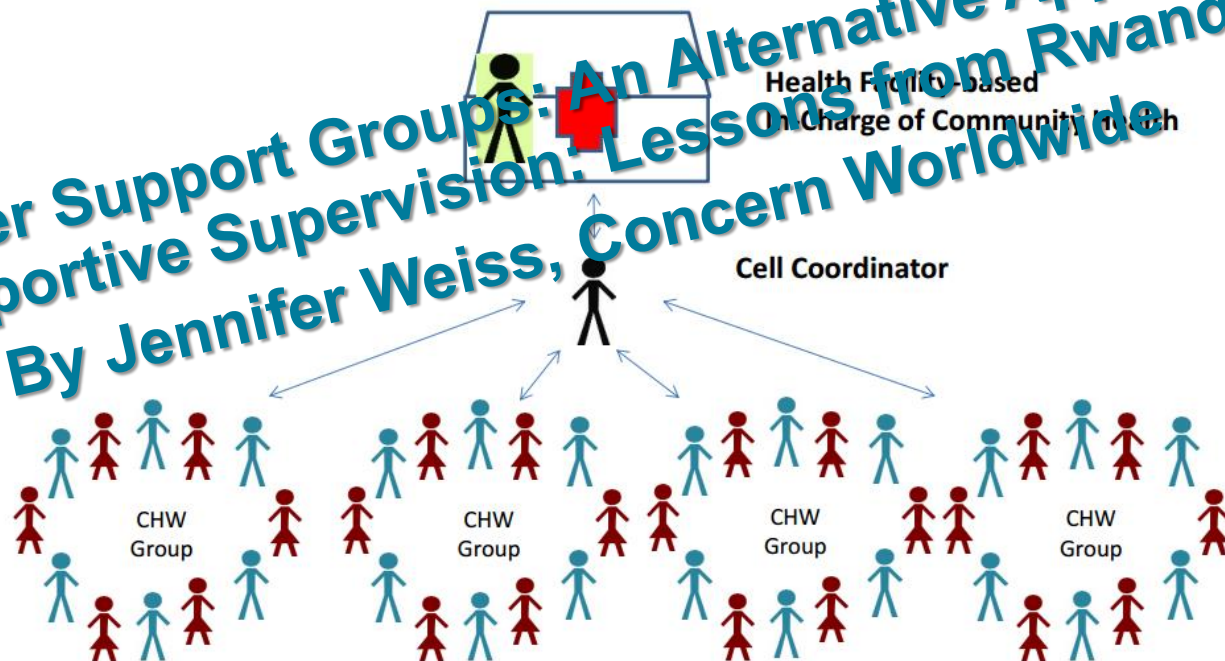 er Support Groups: An Alternative Ap
portive Supervision: Lessons from Rwand
By Jennifer Weiss, Concern Worldwide
Health Facility-based
In-Charge of Community Health
Cell Coordinator
CHW
Group
CHW
Group
CHW
Group
CHW
Group